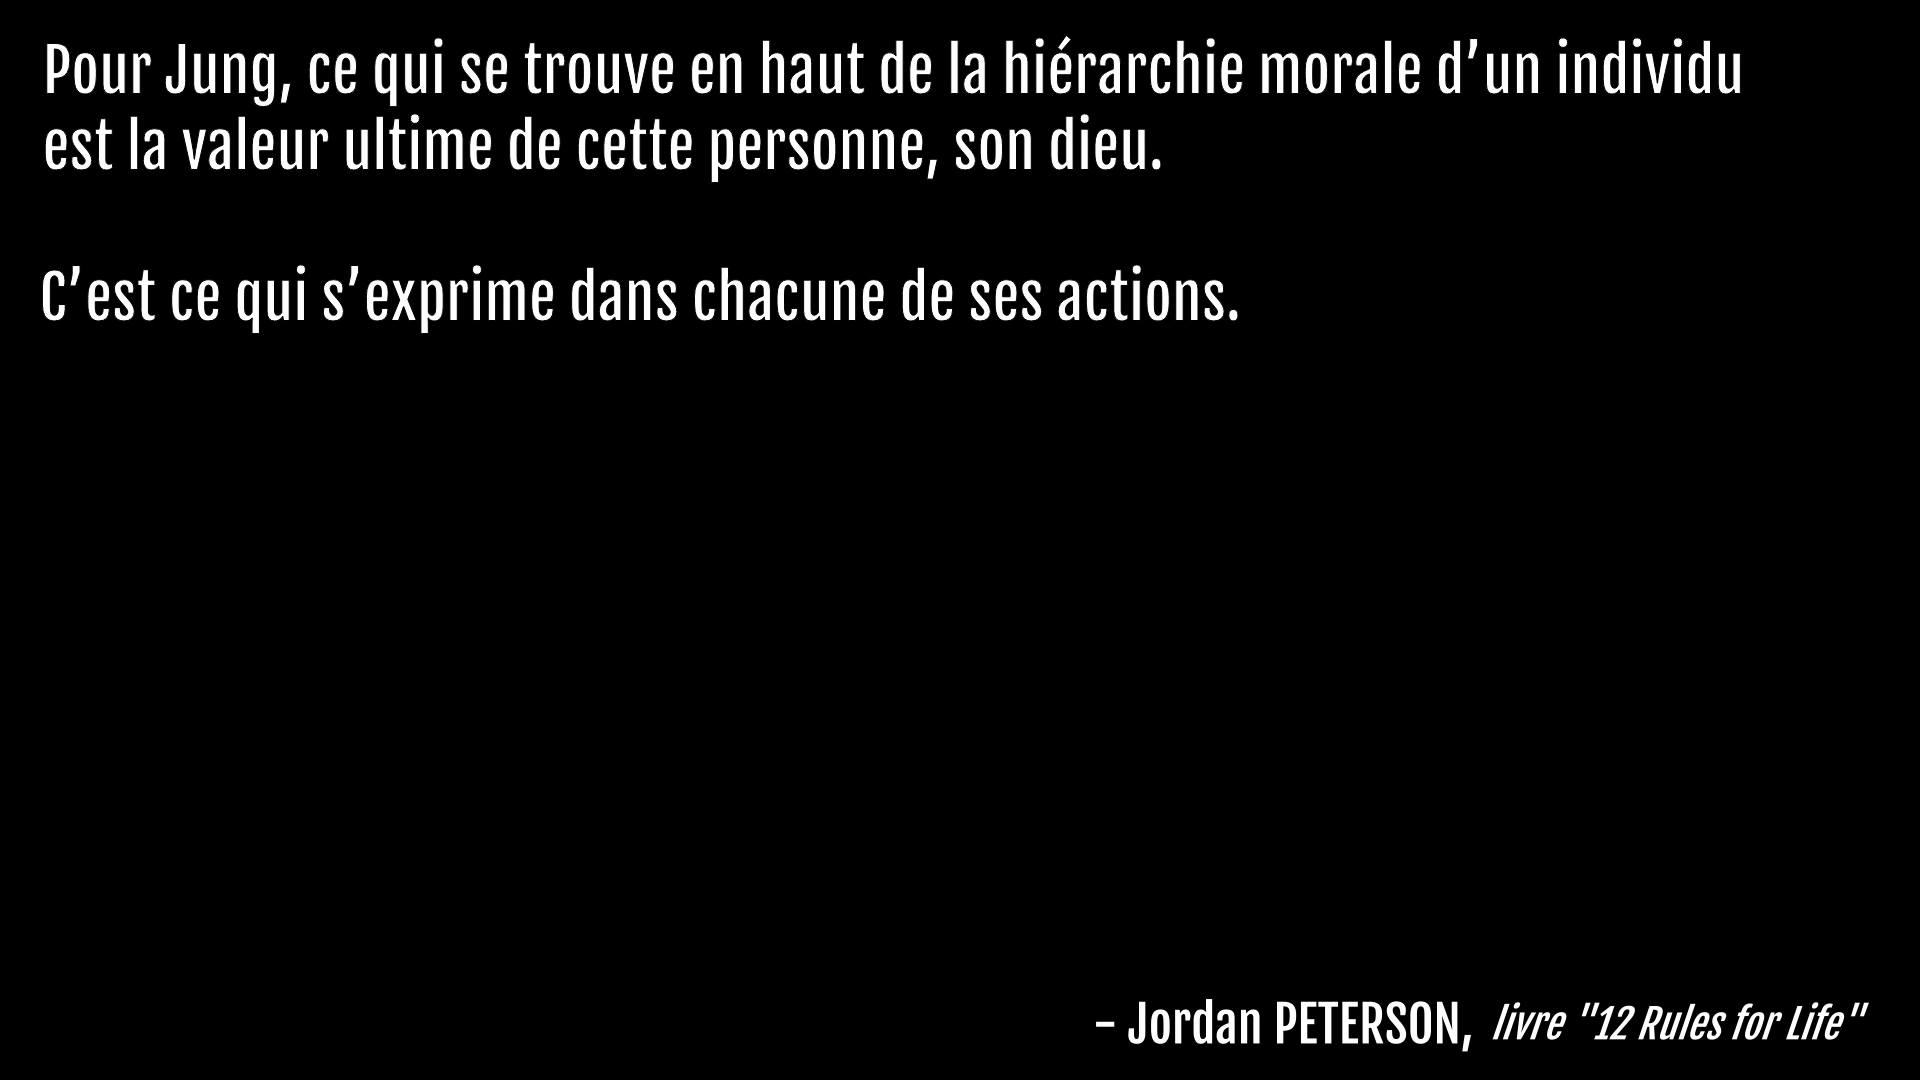 Pour Jung, ce qui se trouve en haut de la hiérarchie morale d’un individu
est la valeur ultime de cette personne, son dieu.
C’est ce qui s’exprime dans chacune de ses actions.
- Jordan PETERSON, livre "12 Rules for Life"